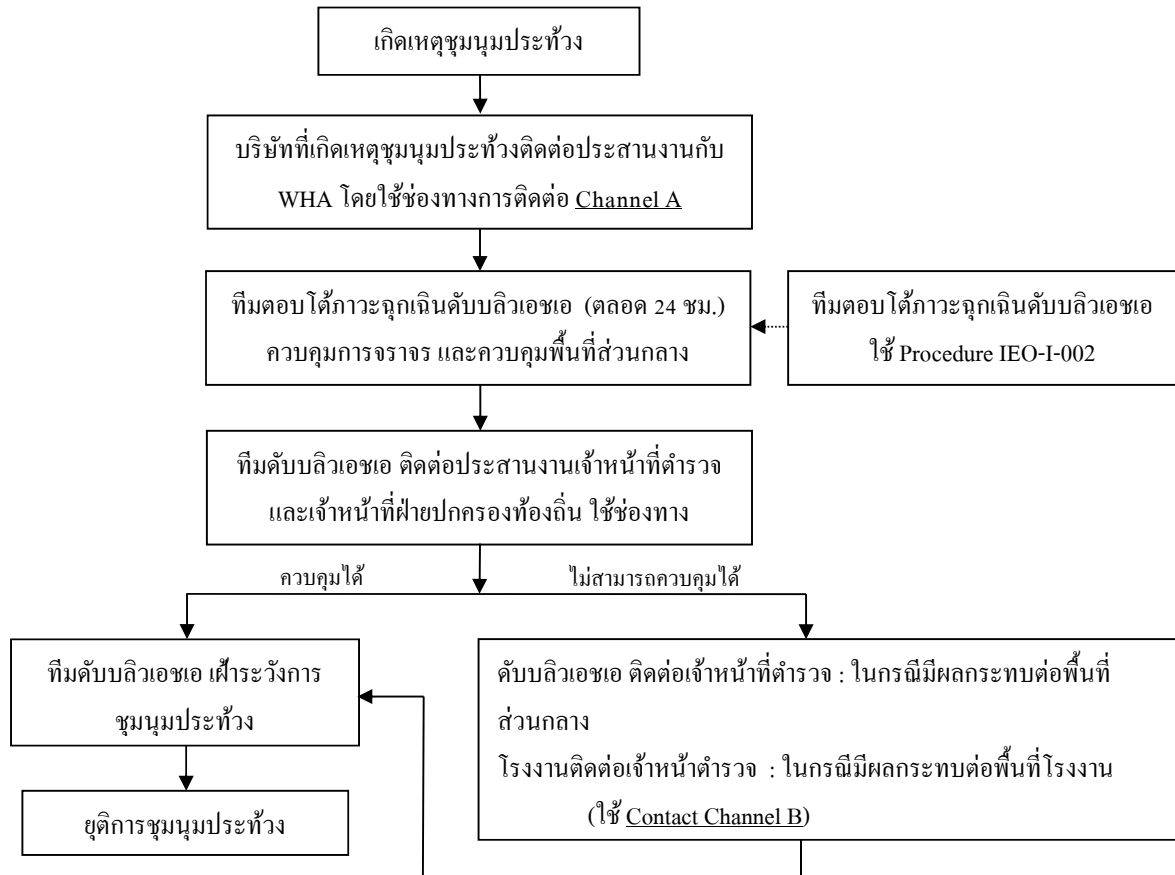 เกิดเหตุชุมนุมประท้วง
บริษัทที่เกิดเหตุชุมนุมประท้วงติดต่อประสานงานกับ
WHA โดยใช้ช่องทางการติดต่อ Channel A
ทีมตอบโต้ภาวะฉุกเฉินดับบลิวเอชเอ (ตลอด 24 ชม.)
ควบคุมการจราจร และควบคุมพื้นที่ส่วนกลาง
ทีมตอบโต้ภาวะฉุกเฉินดับบลิวเอชเอ
ใช้ Procedure IEO-I-002
ทีมดับบลิวเอชเอ ติดต่อประสานงานเจ้าหน้าที่ตำรวจ
และเจ้าหน้าที่ฝ่ายปกครองท้องถิ่น ใช้ช่องทาง
ควบคุมได้
ไม่สามารถควบคุมได้
ทีมดับบลิวเอชเอ เฝ้าระวังการ
ชุมนุมประท้วง
ยุติการชุมนุมประท้วง
ดับบลิวเอชเอ ติดต่อเจ้าหน้าที่ตำรวจ : ในกรณีมีผลกระทบต่อพื้นที่
ส่วนกลาง
โรงงานติดต่อเจ้าหน้าตำรวจ : ในกรณีมีผลกระทบต่อพื้นที่โรงงาน
(ใช้ Contact Channel B)